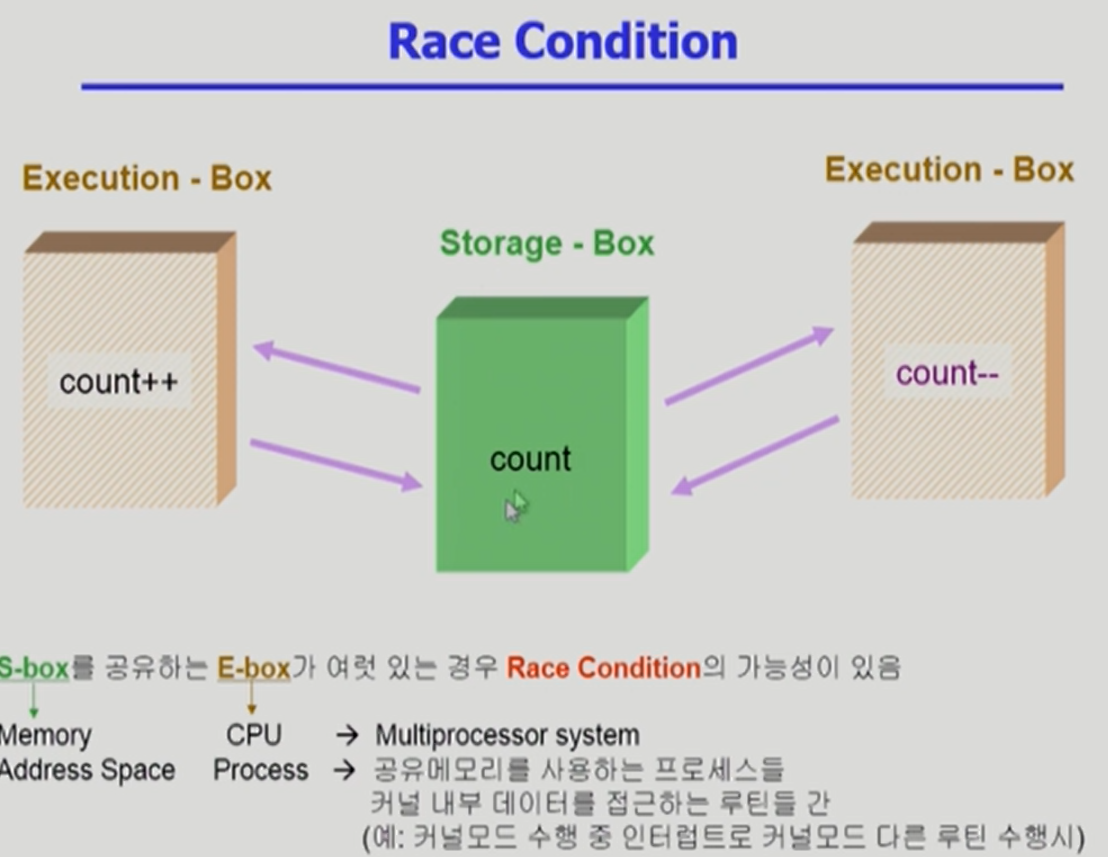 Race Condition
Execution - Box
Execution - Box
Storage - Box
count++
count--
count
S-box를 공유하는 E-box가 여럿 있는 경우 Race Condition의 가능성이 있음
Memory CPU → Multiprocessor system
Address Space Process → 공유메모리를 사용하는 프로세스들
커널 내부 데이터를 접근하는 루틴들 간
(예: 커널모드 수행 중 인터럽트로 커널모드 다른 루틴 수행시)